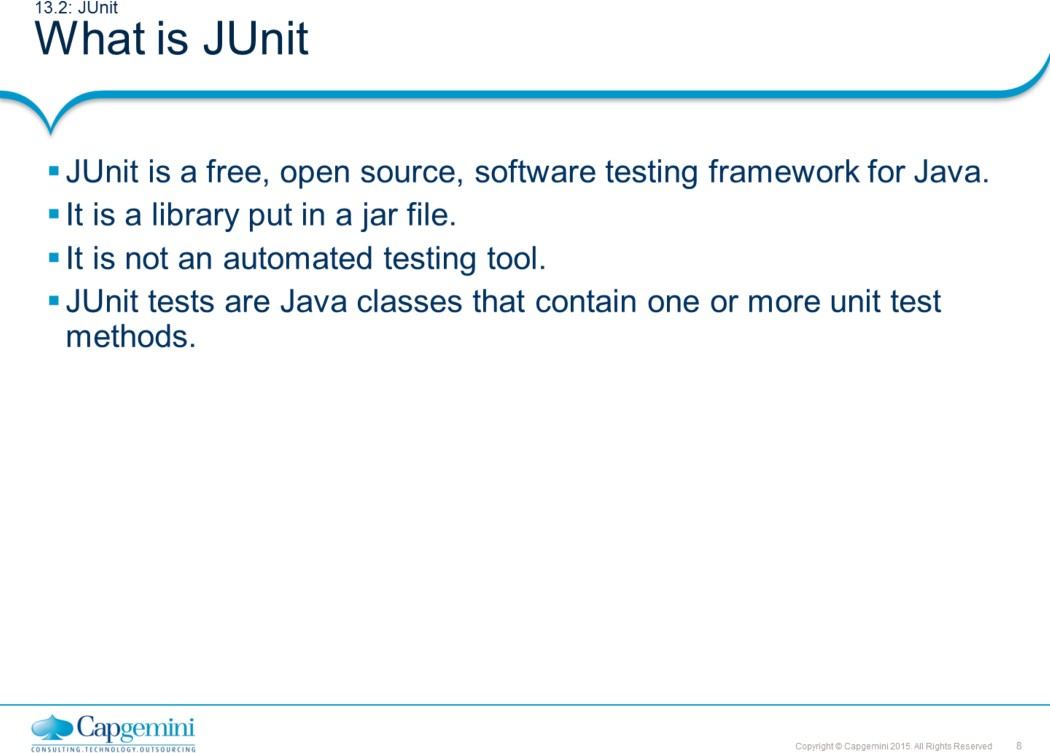 13.2: JUnit
What is JUnit
▪ JUnit is a free, open source, software testing framework for Java.
▪ It is a library put in a jar file.
▪ It is not an automated testing tool.
▪ JUnit tests are Java classes that contain one or more unit test
methods.
Capgemini
CONSULTING.TECHNOLOGY.OUTSOURCING
Copyright © Capgemini 2015. All Rights Reserved 8